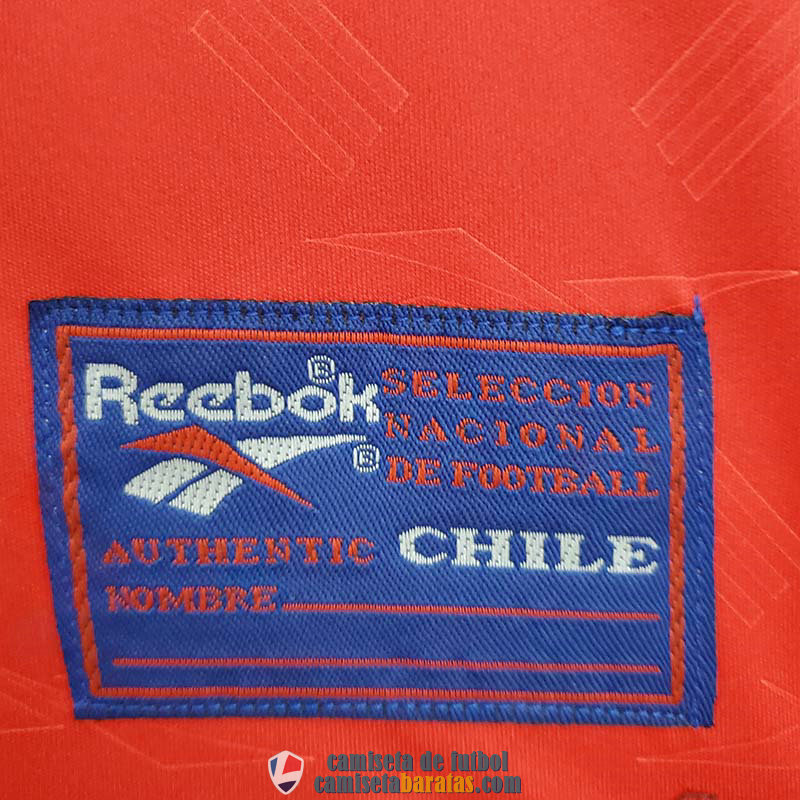 Reebok®
®
SELECCION
NACIONAL
DE FOOTBALL
AUTHENTIC CHILE
NOMBRE
camiseta de futbol
camisetabaratas.com